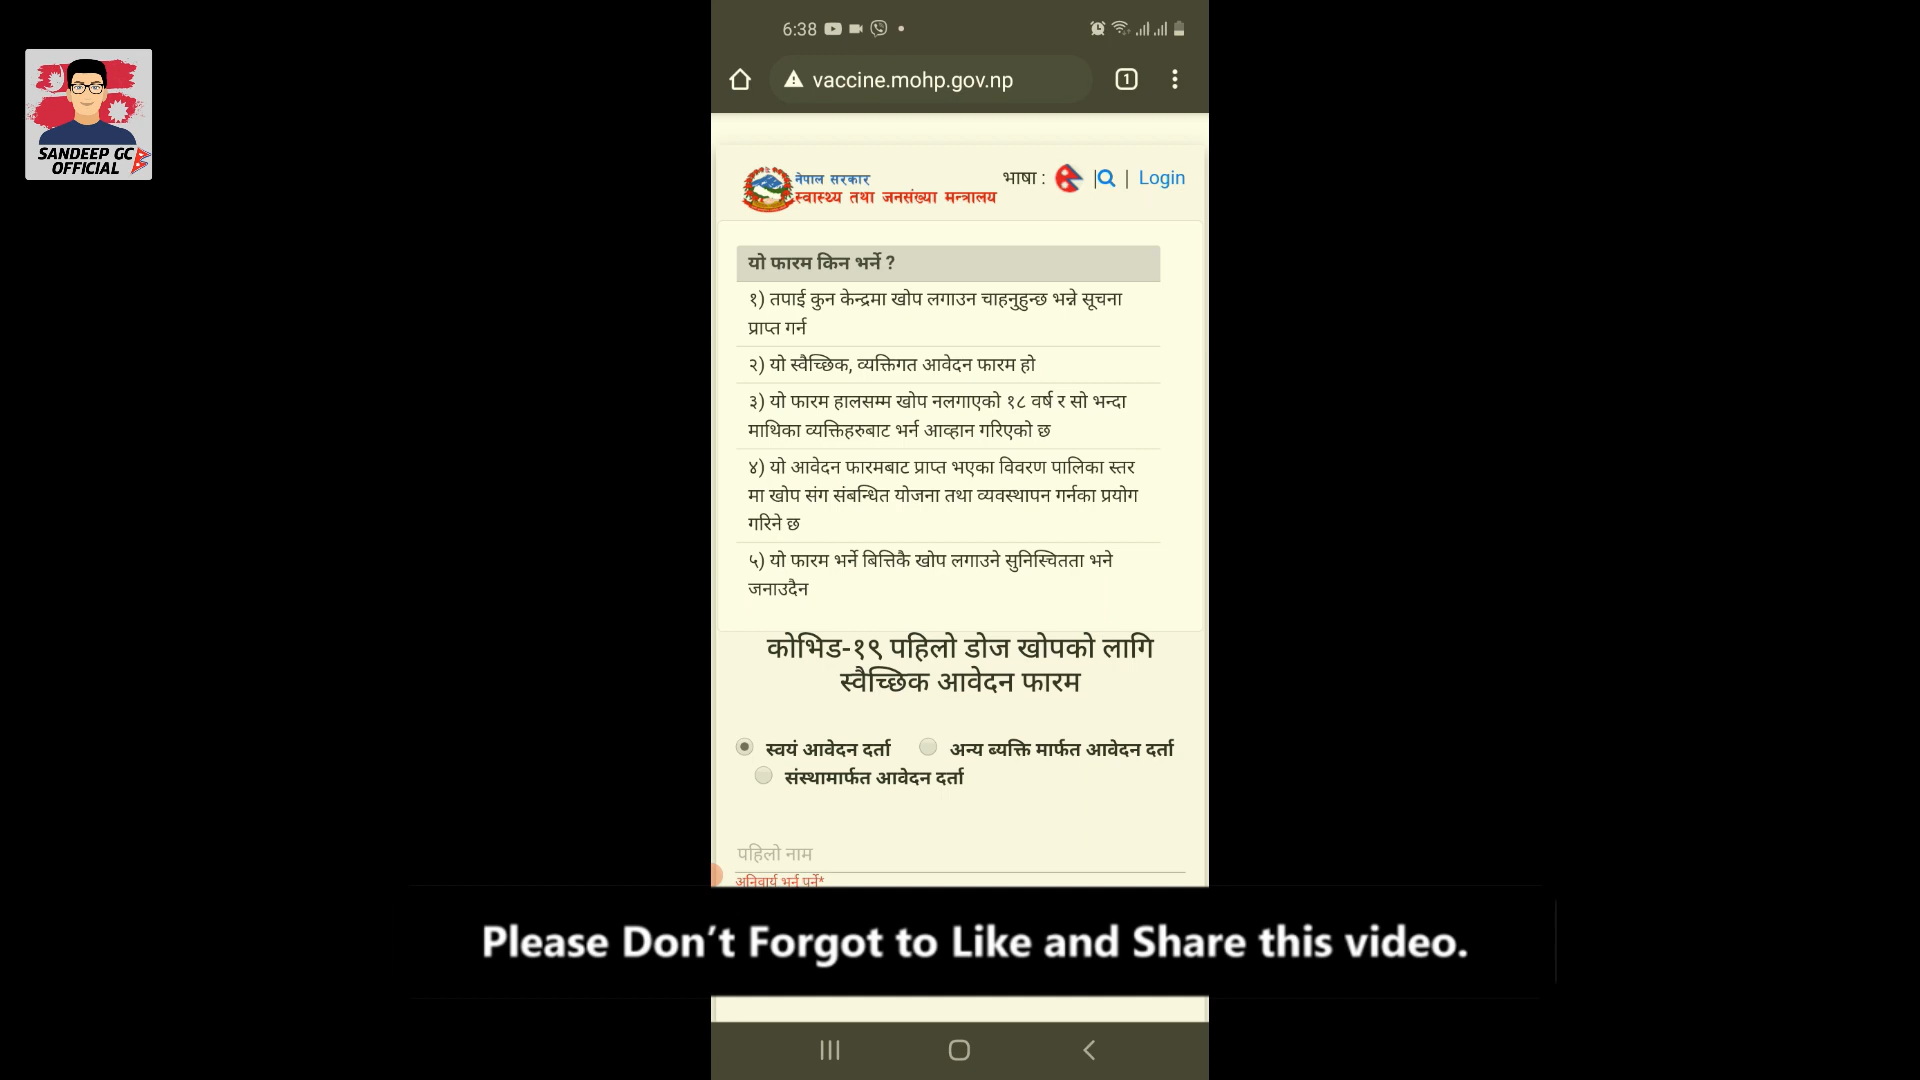 SANDEEP GC
OFFICIAL
6:38
vaccine.mohp.gov.np
1
नेपाल सरकार
स्वास्थ्य तथा जनसंख्या मन्त्रालय
भाषा : | | Login
यो फारम किन भर्ने ?
१) तपाई कुन केन्द्रमा खोप लगाउन चाहनुहुन्छ भन्ने सूचना
प्राप्त गर्न
२) यो स्वैच्छिक, व्यक्तिगत आवेदन फारम हो
३) यो फारम हालसम्म खोप नलगाएको १८ वर्ष र सो भन्दा
माथिका व्यक्तिहरुबाट भर्न आव्हान गरिएको छ
४) यो आवेदन फारमबाट प्राप्त भएका विवरण पालिका स्तर
मा खोप संग संबन्धित योजना तथा व्यवस्थापन गर्नका प्रयोग
गरिने छ
५) यो फारम भर्ने बित्तिकै खोप लगाउने सुनिस्चितता भने
जनाउदैन
कोभिड-१९ पहिलो डोज खोपको लागि
स्वैच्छिक आवेदन फारम
स्वयं आवेदन दर्ता अन्य ब्यक्ति मार्फत आवेदन दर्ता
संस्थामार्फत आवेदन दर्ता
पहिलो नाम
अनिवार्य भर्नु पर्ने*
Please Don’t Forgot to Like and Share this video.